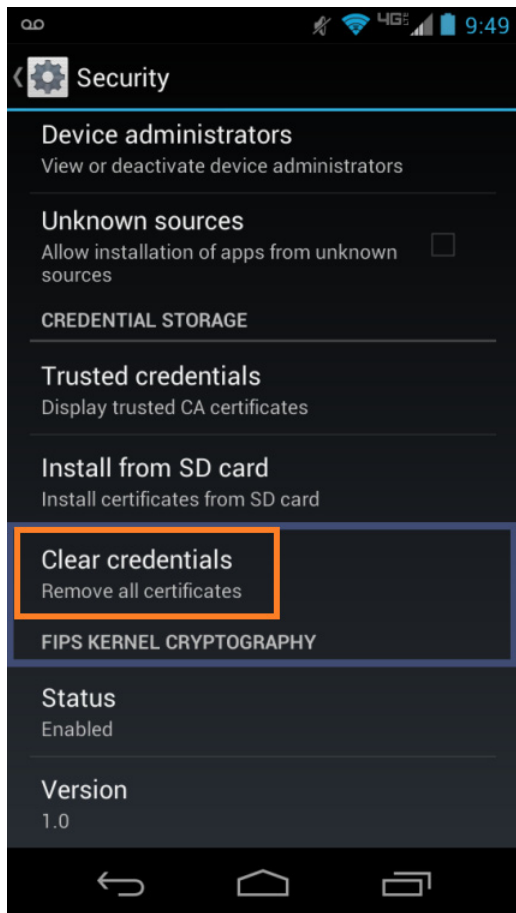 4G 9:49
Security
Device administrators
View or deactivate device administrators
Unknown sources
Allow installation of apps from unknown
sources
CREDENTIAL STORAGE
Trusted credentials
Display trusted CA certificates
Install from SD card
Install certificates from SD card
Clear credentials
Remove all certificates
FIPS KERNEL CRYPTOGRAPHY
Status
Enabled
Version
1.0